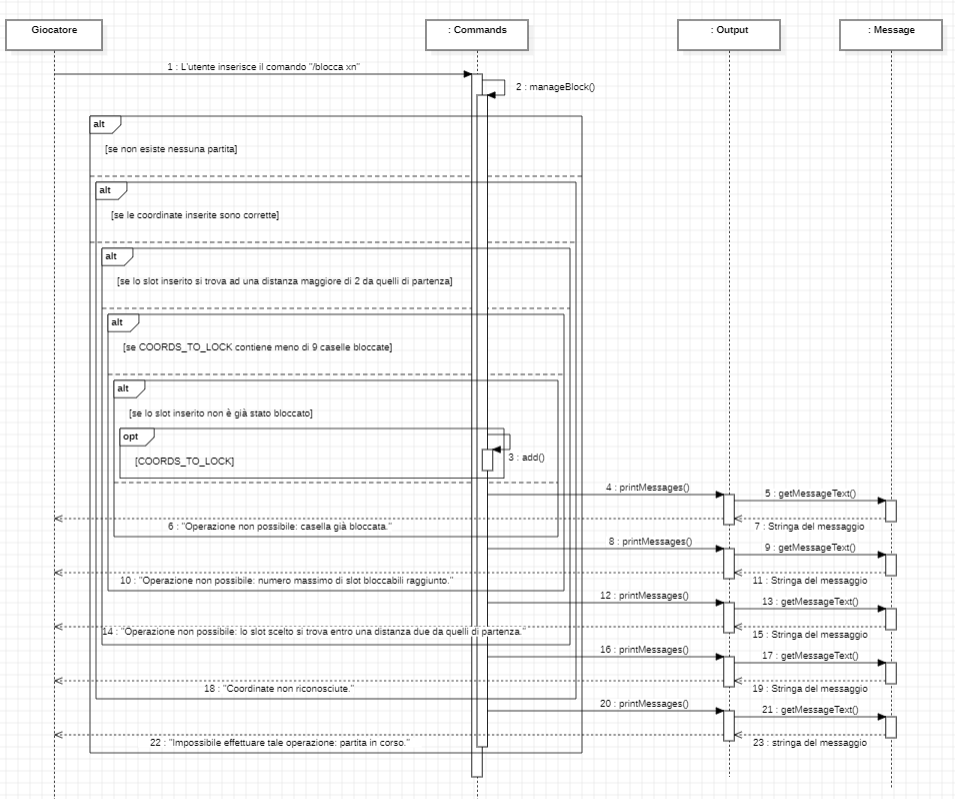 Giocatore
: Commands
: Output
: Message
1 : L'utente inserisce il comando "/blocca xn"
2 : manageBlock()
alt
[se non esiste nessuna partita]
alt
[se le coordinate inserite sono corrette]
alt
[se lo slot inserito si trova ad una distanza maggiore di 2 da quelli di partenza]
alt
[se COORDS_TO_LOCK contiene meno di 9 caselle bloccate]
alt
[se lo slot inserito non è già stato bloccato]
opt
[COORDS_TO_LOCK]
3 : add()
4 : printMessages()
5 : getMessageText()
6 : "Operazione non possibile: casella già bloccata."
7 : Stringa del messaggio
8 : printMessages()
9 : getMessageText()
10 : "Operazione non possibile: numero massimo di slot bloccabili raggiunto."
11 : Stringa del messaggio
12 : printMessages()
13 : getMessageText()
14 : "Operazione non possibile: lo slot scelto si trova entro una distanza due da quelli di partenza."
15 : Stringa del messaggio
16 : printMessages()
17 : getMessageText()
18 : "Coordinate non riconosciute."
19 : Stringa del messaggio
20 : printMessages()
21 : getMessageText()
22 : "Impossibile effettuare tale operazione: partita in corso."
23 : stringa del messaggio